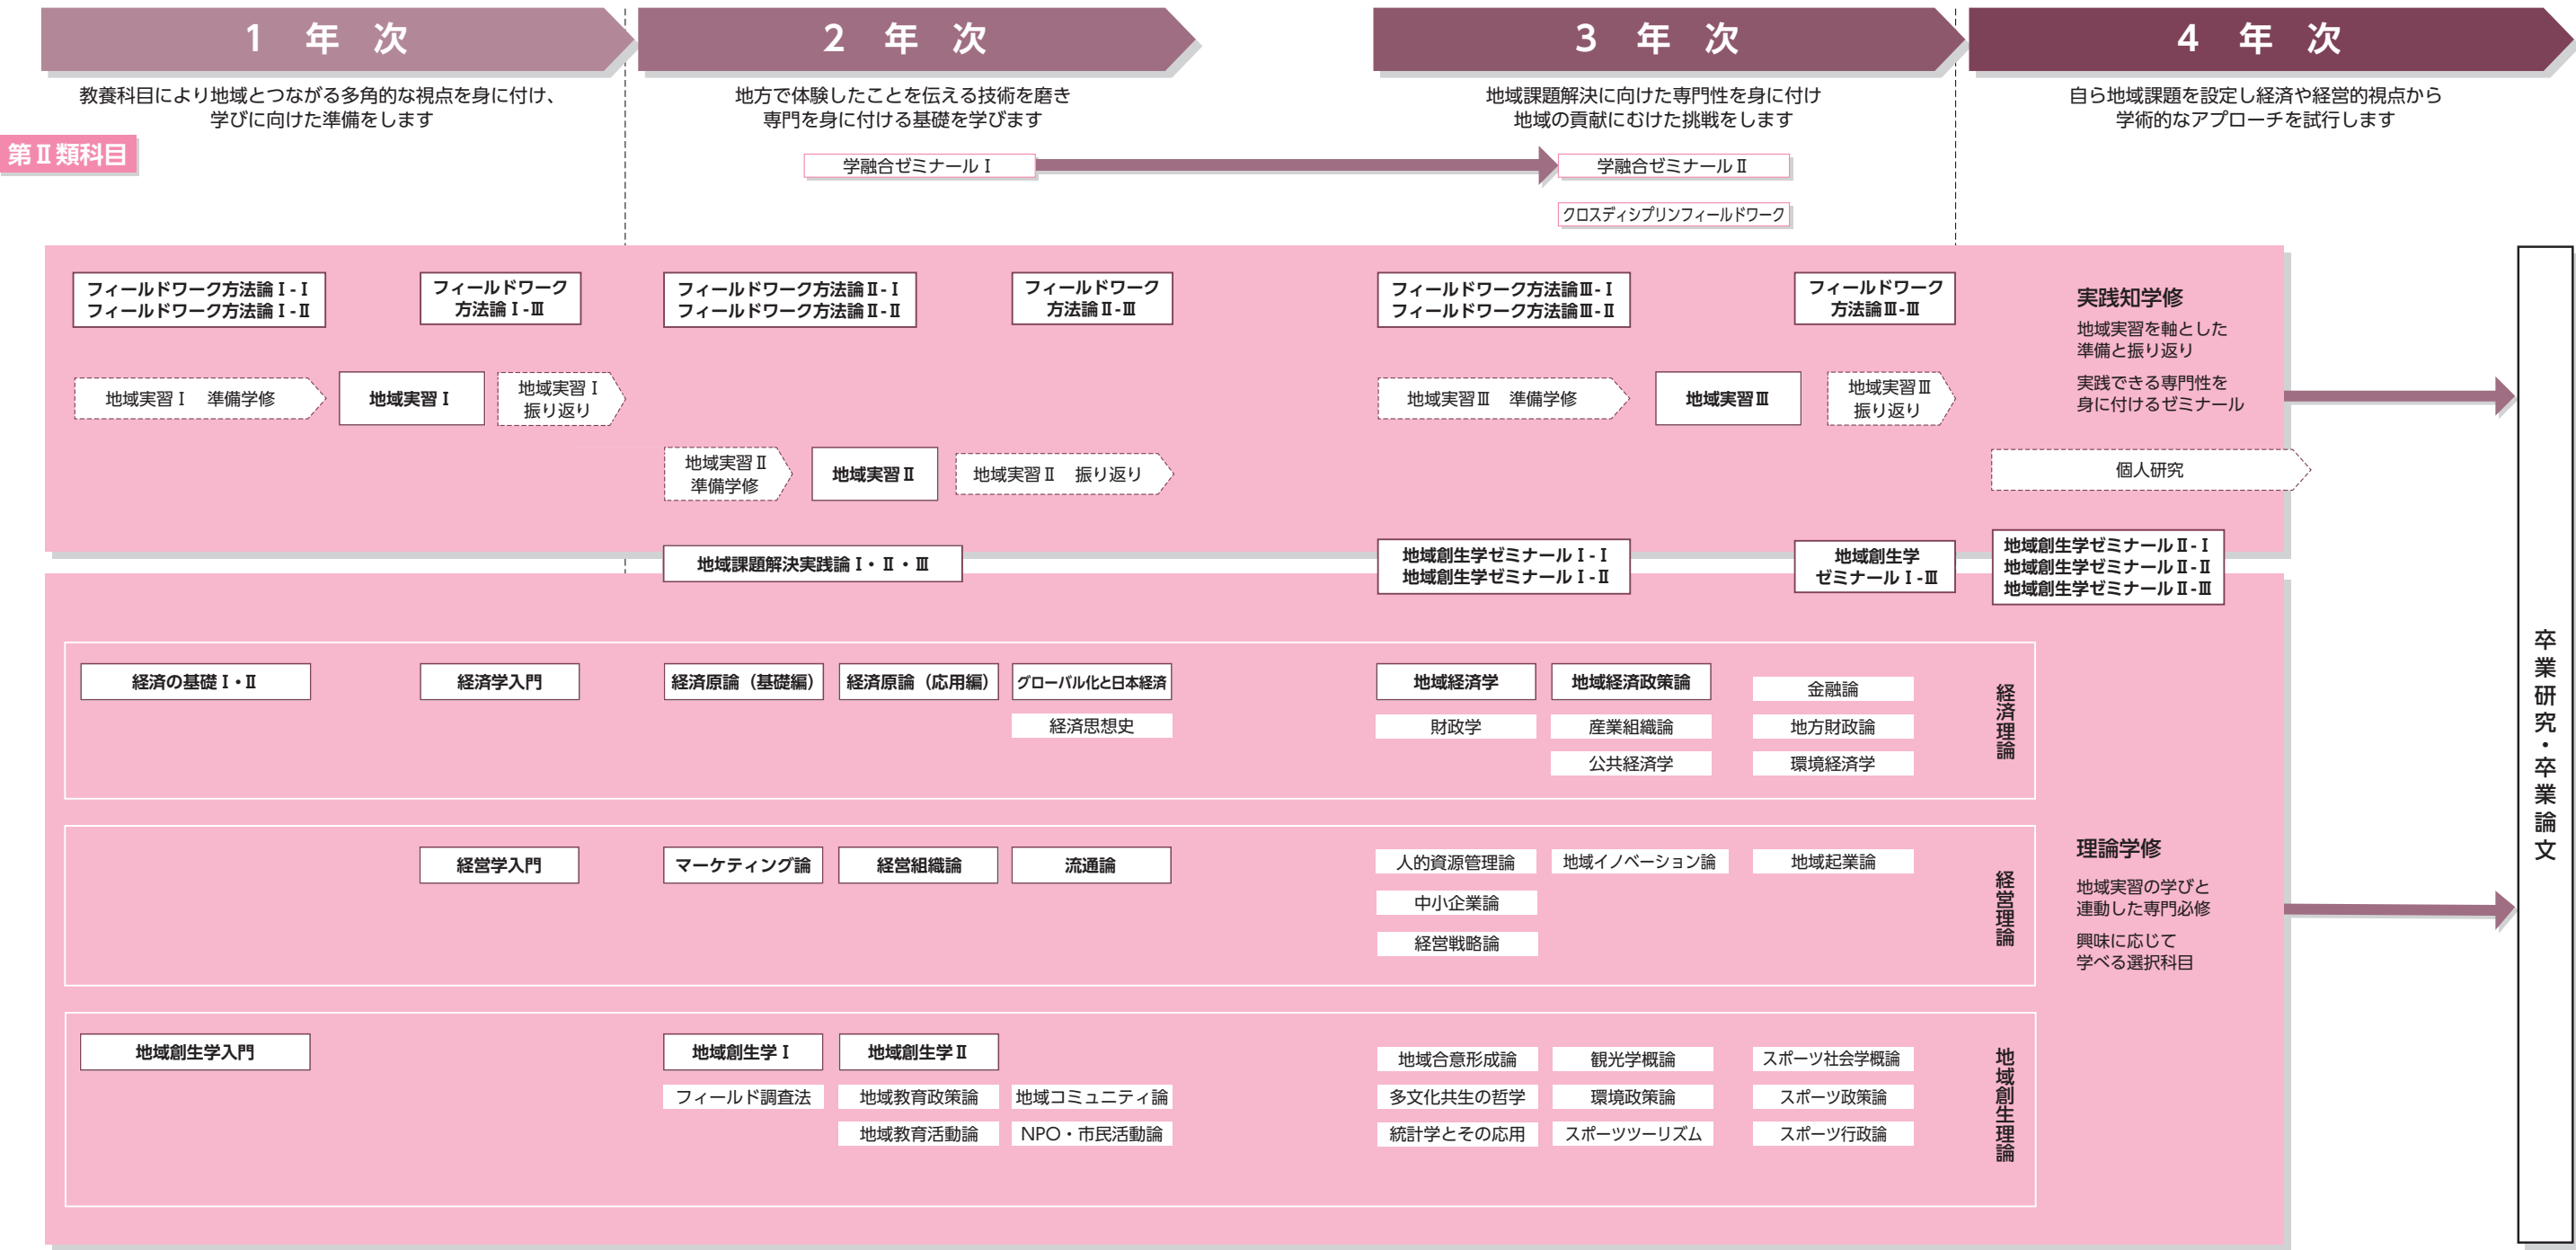 1 年 次
2 年 次
3 年 次
4 年 次
教養科目により地域とつながる多角的な視点を身に付け、
学びに向けた準備をします
地方で体験したことを伝える技術を磨き
専門を身に付ける基礎を学びます
地域課題解決に向けた専門性を身に付け
地域の貢献にむけた挑戦をします
自ら地域課題を設定し経済や経営的視点から
学術的なアプローチを試行します
第Ⅱ類科目
学融合ゼミナールⅠ
学融合ゼミナールⅡ
クロスディシプリンフィールドワーク
フィールドワーク方法論Ⅰ-Ⅰ
フィールドワーク方法論Ⅰ-Ⅱ
フィールドワーク
方法論Ⅰ-Ⅲ
フィールドワーク方法論Ⅱ-Ⅰ
フィールドワーク方法論Ⅱ-Ⅱ
フィールドワーク
方法論Ⅱ-Ⅲ
フィールドワーク方法論Ⅲ-Ⅰ
フィールドワーク方法論Ⅲ-Ⅱ
フィールドワーク
方法論Ⅲ-Ⅲ
実践知学修
地域実習を軸とした
準備と振り返り
実践できる専門性を
身に付けるゼミナール
地域実習Ⅰ 準備学修
地域実習Ⅰ
地域実習Ⅰ
振り返り
地域実習Ⅲ 準備学修
地域実習Ⅲ
地域実習Ⅲ
振り返り
地域実習Ⅱ
準備学修
地域実習Ⅱ
地域実習Ⅱ 振り返り
個人研究
地域課題解決実践論Ⅰ・Ⅱ・Ⅲ
地域創生学ゼミナールⅠ-Ⅰ
地域創生学ゼミナールⅠ-Ⅱ
地域創生学
ゼミナールⅠ-Ⅲ
地域創生学ゼミナールⅡ-Ⅰ
地域創生学ゼミナールⅡ-Ⅱ
地域創生学ゼミナールⅡ-Ⅲ
経済の基礎Ⅰ・Ⅱ
経済学入門
経済原論（基礎編）
経済原論（応用編）
グローバル化と日本経済
経済思想史
地域経済学
地域経済政策論
金融論
財政学
産業組織論
地方財政論
公共経済学
環境経済学
経済理論
経営学入門
マーケティング論
経営組織論
流通論
人的資源管理論
地域イノベーション論
地域起業論
中小企業論
経営戦略論
経営理論
理論学修
地域実習の学びと
連動した専門必修
興味に応じて
学べる選択科目
地域創生学入門
地域創生学Ⅰ
地域創生学Ⅱ
フィールド調査法
地域教育政策論
地域コミュニティ論
地域教育活動論
NPO・市民活動論
地域合意形成論
観光学概論
スポーツ社会学概論
多文化共生の哲学
環境政策論
スポーツ政策論
統計学とその応用
スポーツツーリズム
スポーツ行政論
地域創生理論
卒業研究・卒業論文